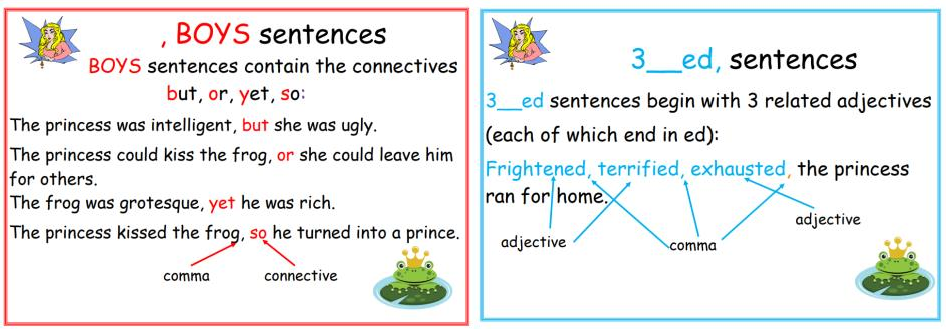 , BOYS sentences
BOYS sentences contain the connectives
but, or, yet, so:
The princess was intelligent, but she was ugly.
The princess could kiss the frog, or she could leave him
for others.
The frog was grotesque, yet he was rich.
The princess kissed the frog, so he turned into a prince.
comma connective
3__ed, sentences
3__ed sentences begin with 3 related adjectives
(each of which end in ed):
Frightened, terrified, exhausted, the princess
ran for home.
adjective
adjective comma